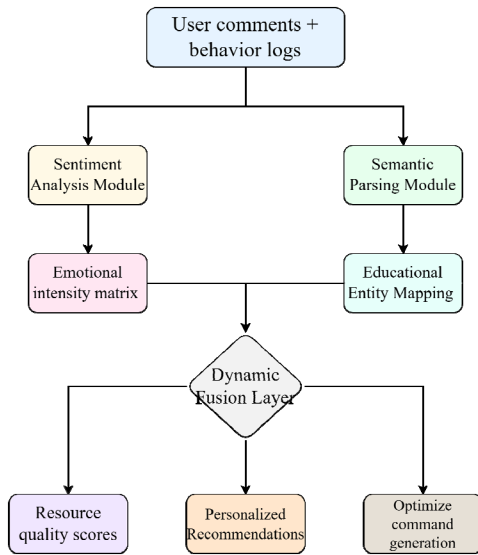 User comments +
behavior logs
Sentiment
Analysis Module
Semantic
Parsing Module
Emotional
intensity matrix
Educational
Entity Mapping
Dynamic
Fusion Layer
Resource
quality scores
Personalized
Recommendations
Optimize
command
generation